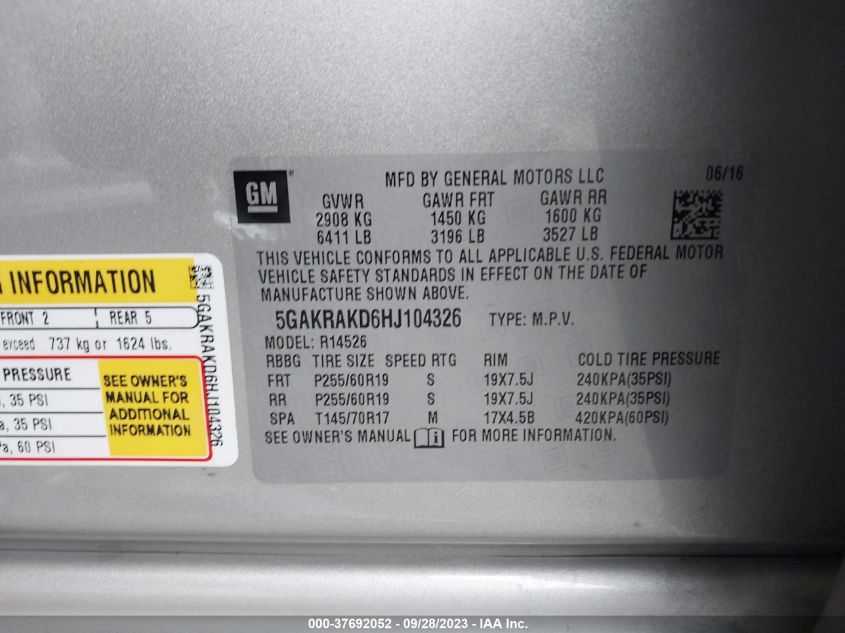 GM
MFD BY GENERAL MOTORS LLC 06/16
GVWR GAWR FRT GAWR RR
2908 KG 1450 KG 1600 KG
6411 LB 3196 LB 3527 LB
THIS VEHICLE CONFORMS TO ALL APPLICABLE U.S. FEDERAL MOTOR
VEHICLE SAFETY STANDARDS IN EFFECT ON THE DATE OF
MANUFACTURE SHOWN ABOVE.
5GAKRAKD6HJ104326 TYPE: M.P.V.
MODEL: R14526
RBBG TIRE SIZE SPEED RTG RIM COLD TIRE PRESSURE
FRT P255/60R19 S 19X7.5J 240KPA(35PSI)
RR P255/60R19 S 19X7.5J 240KPA(35PSI)
SPA T145/70R17 M 17X4.5B 420KPA(60PSI)
SEE OWNER'S MANUAL i FOR MORE INFORMATION.
INFORMATION
FRONT 2 REAR 5
exceed 737 kg or 1624 lbs.
PRESSURE
, 35 PSI
a, 35 PSI
Pa, 60 PSI
SEE OWNER'S
MANUAL FOR
ADDITIONAL
INFORMATION
5GAKRAKD6HJ104326
000-37692052 - 09/28/2023 - IAA Inc.